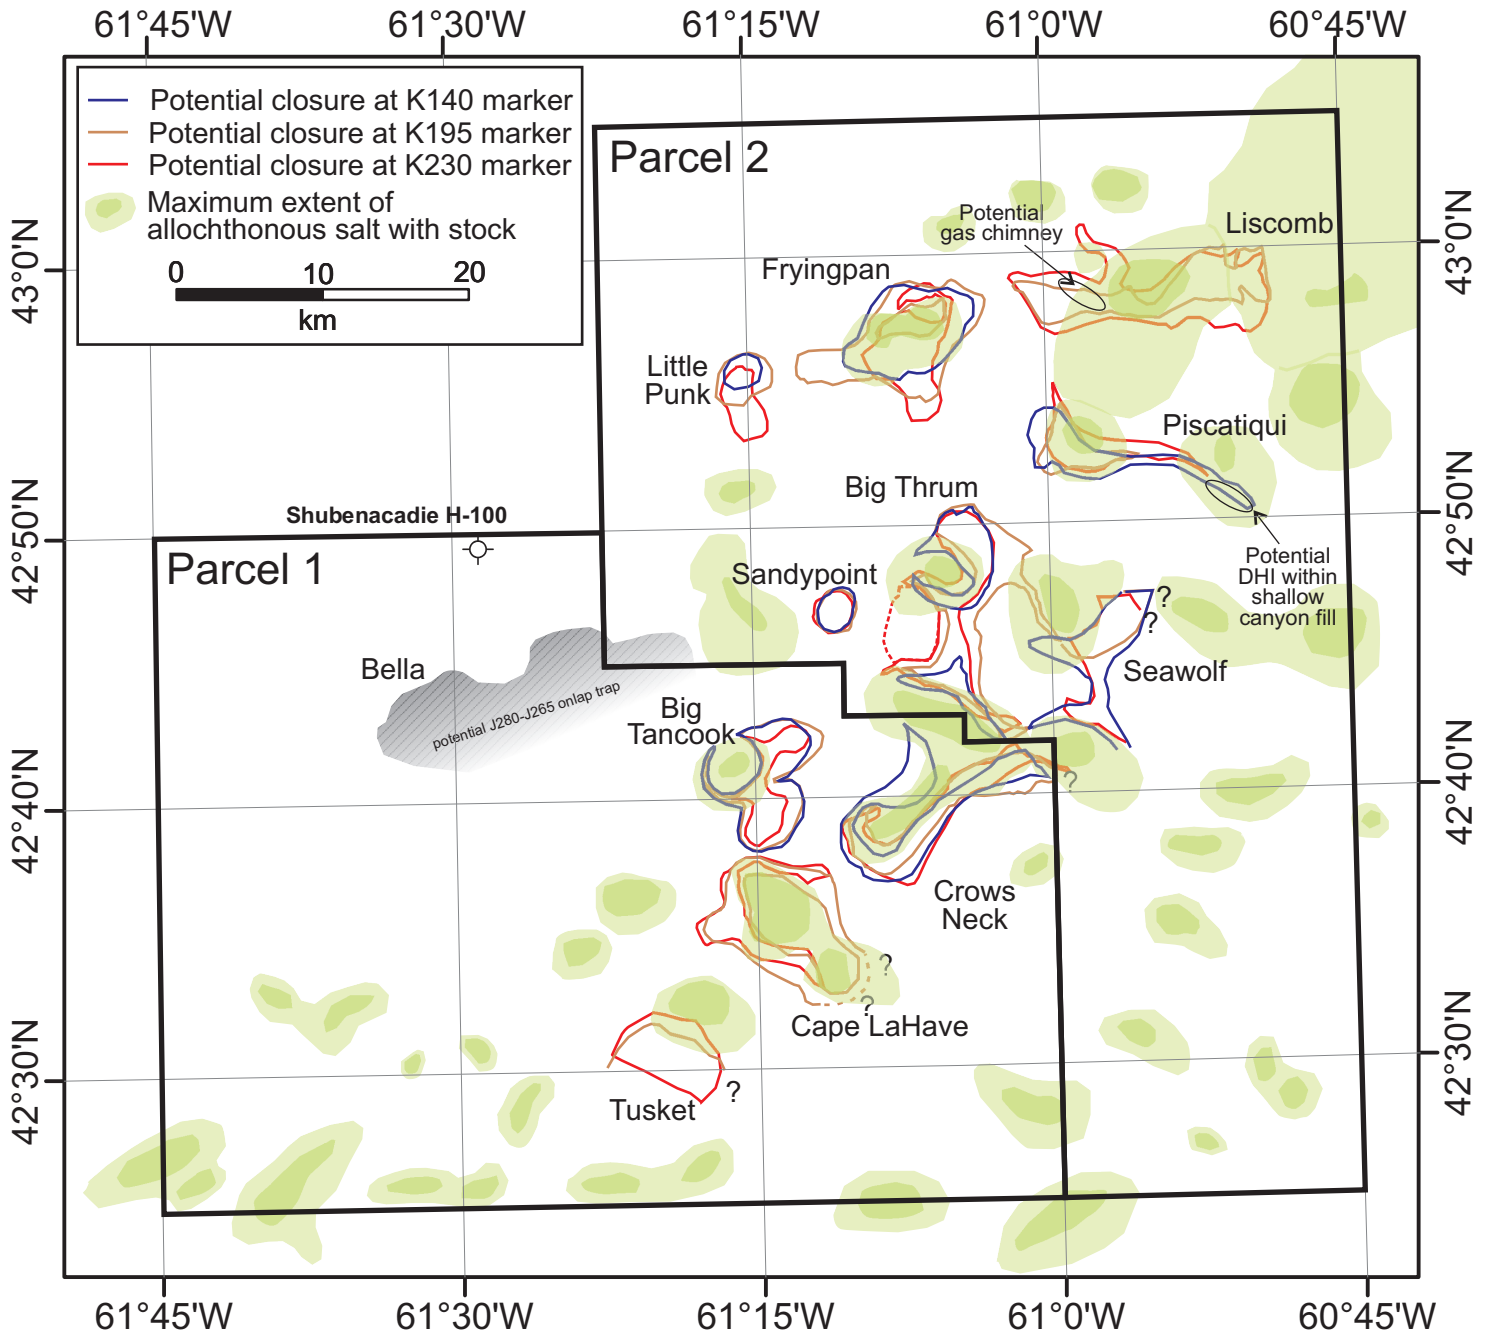 61°45'W 61°30'W 61°15'W 61°0'W 60°45'W
Potential closure at K140 marker
Potential closure at K195 marker
Potential closure at K230 marker
Maximum extent of
allochthonous salt with stock
0 10 20
km
Parcel 2
Potential
gas chimney
Liscomb
43°0'N
43°0'N
Fryingpan
Little
Punk
Piscatiqui
Big Thrum
42°50'N
42°50'N
Shubenacadie H-100
Parcel 1
Potential
DHI within
shallow
canyon fill
Sandypoint
?
?
Seawolf
Bella
potential J280-J265 onlap trap
Big
Tancook
?
42°40'N
42°40'N
Crows
Neck
?
?
Cape LaHave
42°30'N
42°30'N
?
Tusket
61°45'W 61°30'W 61°15'W 61°0'W 60°45'W